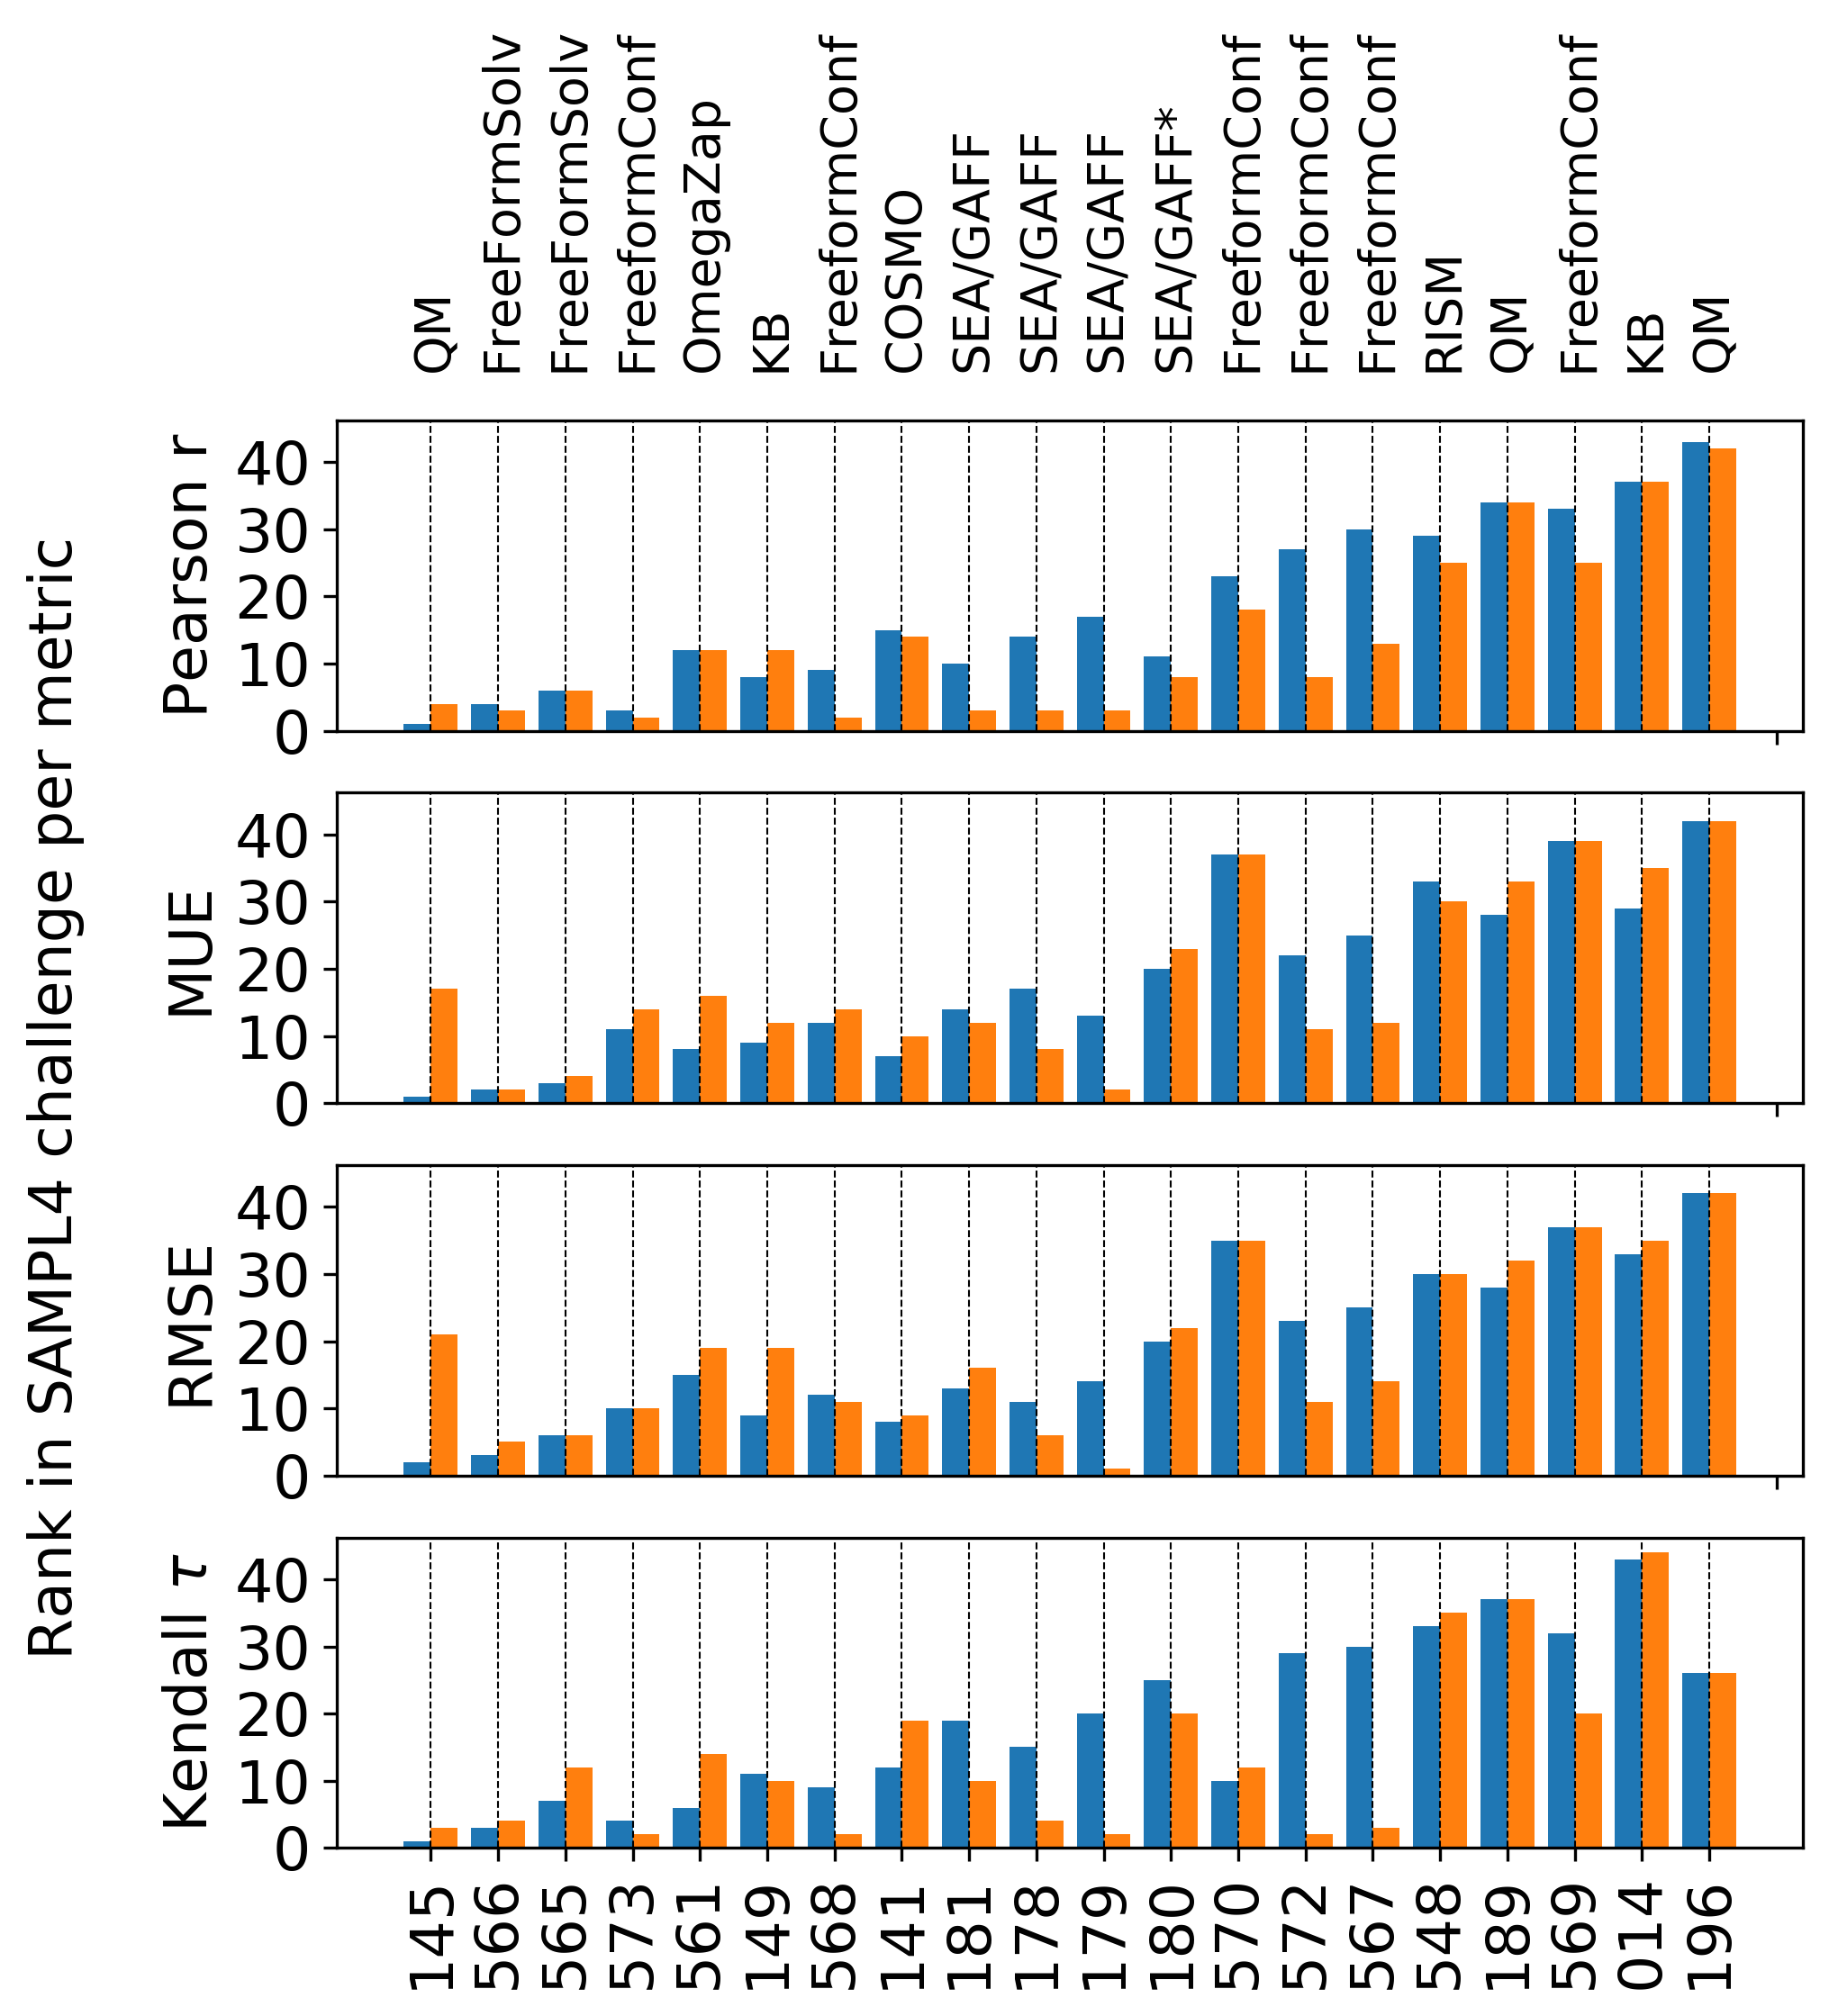 QM
FreeFormSolv
FreeFormSolv
FreeformConf
OmegaZap
KB
FreeformConf
COSMO
SEA/GAFF
SEA/GAFF
SEA/GAFF
SEA/GAFF*
FreeformConf
FreeformConf
FreeformConf
RISM
QM
FreeformConf
KB
QM
Rank in SAMPL4 challenge per metric
Pearson r
40
30
20
10
0
MUE
40
30
20
10
0
RMSE
40
30
20
10
0
Kendall τ
40
30
20
10
0
145
566
565
573
561
149
568
141
181
178
179
180
570
572
567
548
189
569
014
196